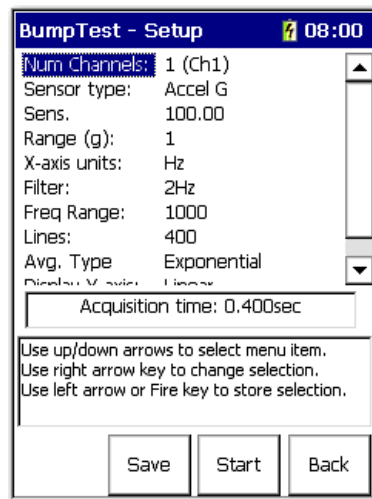 BumpTest - Setup 08:00
Num Channels: 1 (Ch1)
Sensor type: Accel G
Sens. 100.00
Range (g): 1
X-axis units: Hz
Filter: 2Hz
Freq Range: 1000
Lines: 400
Avg. Type Exponential
Acquisition time: 0.400sec
Use up/down arrows to select menu item.
Use right arrow key to change selection.
Use left arrow or Fire key to store selection.
Save Start Back